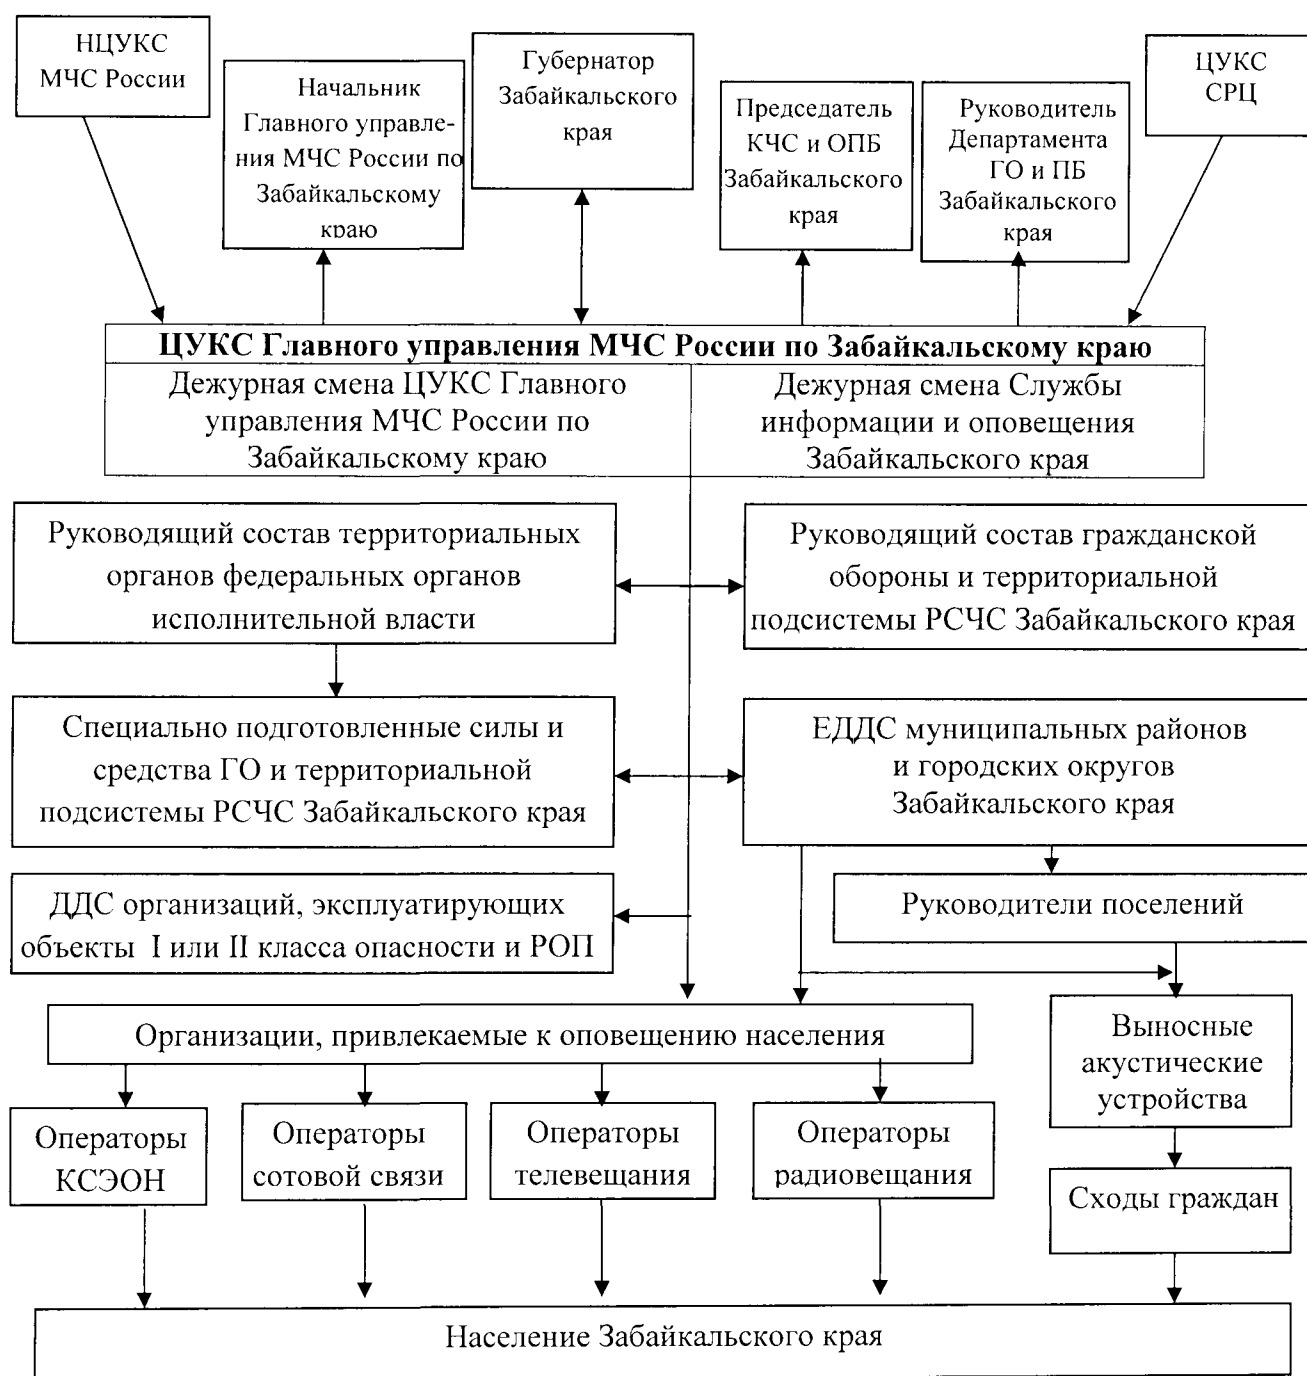 НЦУКС
МЧС России
Начальник
Главного управле-
ния МЧС России по
Забайкальскому
краю
Губернатор
Забайкальского
края
Председатель
КЧС и ОПБ
Забайкальского
края
Руководитель
Департамента
ГО и ПБ
Забайкальского
края
ЦУКС
СРЦ
ЦУКС Главного управления МЧС России по Забайкальскому краю
Дежурная смена ЦУКС Главного
управления МЧС России по
Забайкальскому краю
Дежурная смена Службы
информации и оповещения
Забайкальского края
Руководящий состав территориальных
органов федеральных органов
исполнительной власти
Руководящий состав гражданской
обороны и территориальной
подсистемы РСЧС Забайкальского края
Специально подготовленные силы и
средства ГО и территориальной
подсистемы РСЧС Забайкальского края
ЕДДС муниципальных районов
и городских округов
Забайкальского края
ДДС организаций, эксплуатирующих
объекты I или II класса опасности и РОП
Руководители поселений
Организации, привлекаемые к оповещению населения
Выносные
акустические
устройства
Операторы
КСЭОН
Операторы
сотовой связи
Операторы
телевещания
Операторы
радиовещания
Сходы граждан
Население Забайкальского края